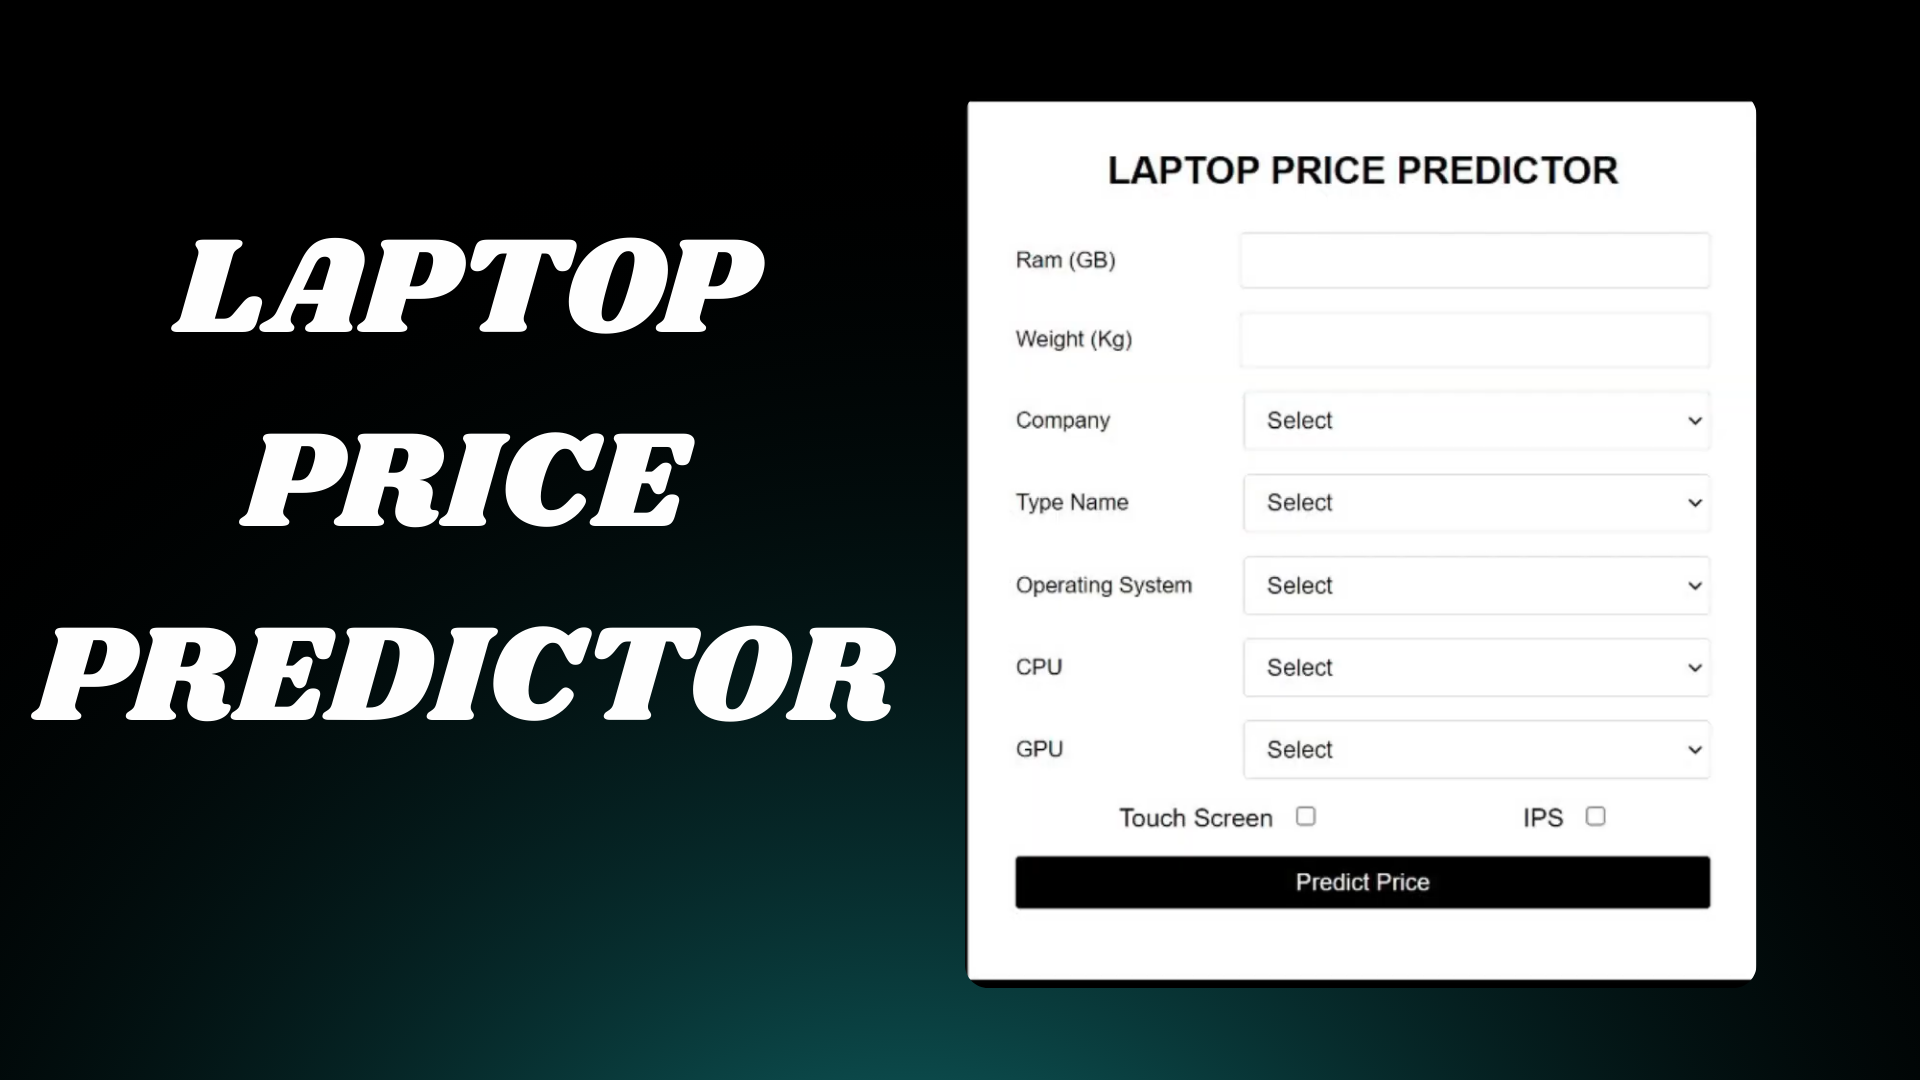 LAPTOP
PRICE
PREDICTOR
LAPTOP PRICE PREDICTOR
Ram (GB)
Weight (Kg)
Company Select
Type Name Select
Operating System Select
CPU Select
GPU Select
Touch Screen IPS
Predict Price